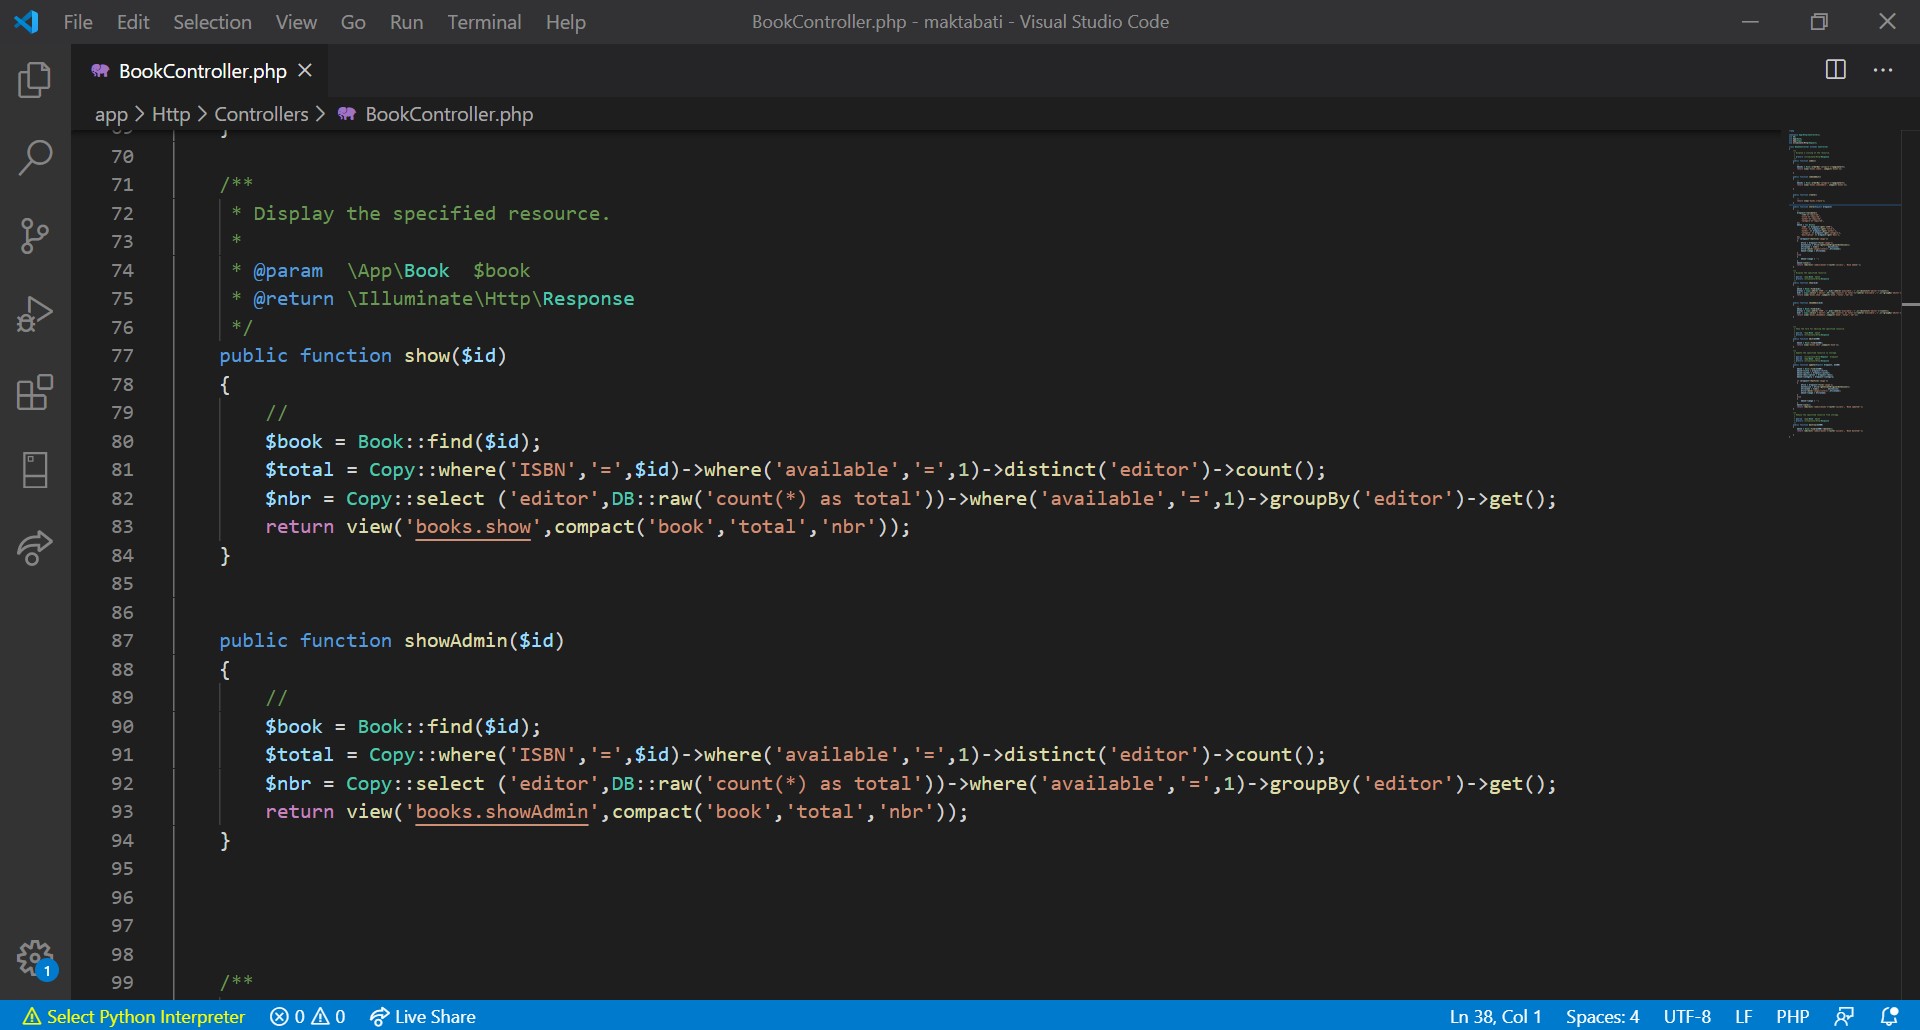 File Edit Selection View Go Run Terminal Help BookController.php - maktabati - Visual Studio Code
BookController.php
app > Http > Controllers > BookController.php
69 }
70
71 /**
72 * Display the specified resource.
73 *
74 * @param  \App\Book  $book
75 * @return \Illuminate\Http\Response
76 */
77 public function show($id)
78 {
79 //
80 $book = Book::find($id);
81 $total = Copy::where('ISBN','=',$id)->where('available','=',1)->distinct('editor')->count();
82 $nbr = Copy::select ('editor',DB::raw('count(*) as total'))->where('available','=',1)->groupBy('editor')->get();
83 return view('books.show',compact('book','total','nbr'));
84 }
85
86
87 public function showAdmin($id)
88 {
89 //
90 $book = Book::find($id);
91 $total = Copy::where('ISBN','=',$id)->where('available','=',1)->distinct('editor')->count();
92 $nbr = Copy::select ('editor',DB::raw('count(*) as total'))->where('available','=',1)->groupBy('editor')->get();
93 return view('books.showAdmin',compact('book','total','nbr'));
94 }
95
96
97
98
99 /**
1
Select Python Interpreter 0 0 Live Share Ln 38, Col 1 Spaces: 4 UTF-8 LF PHP